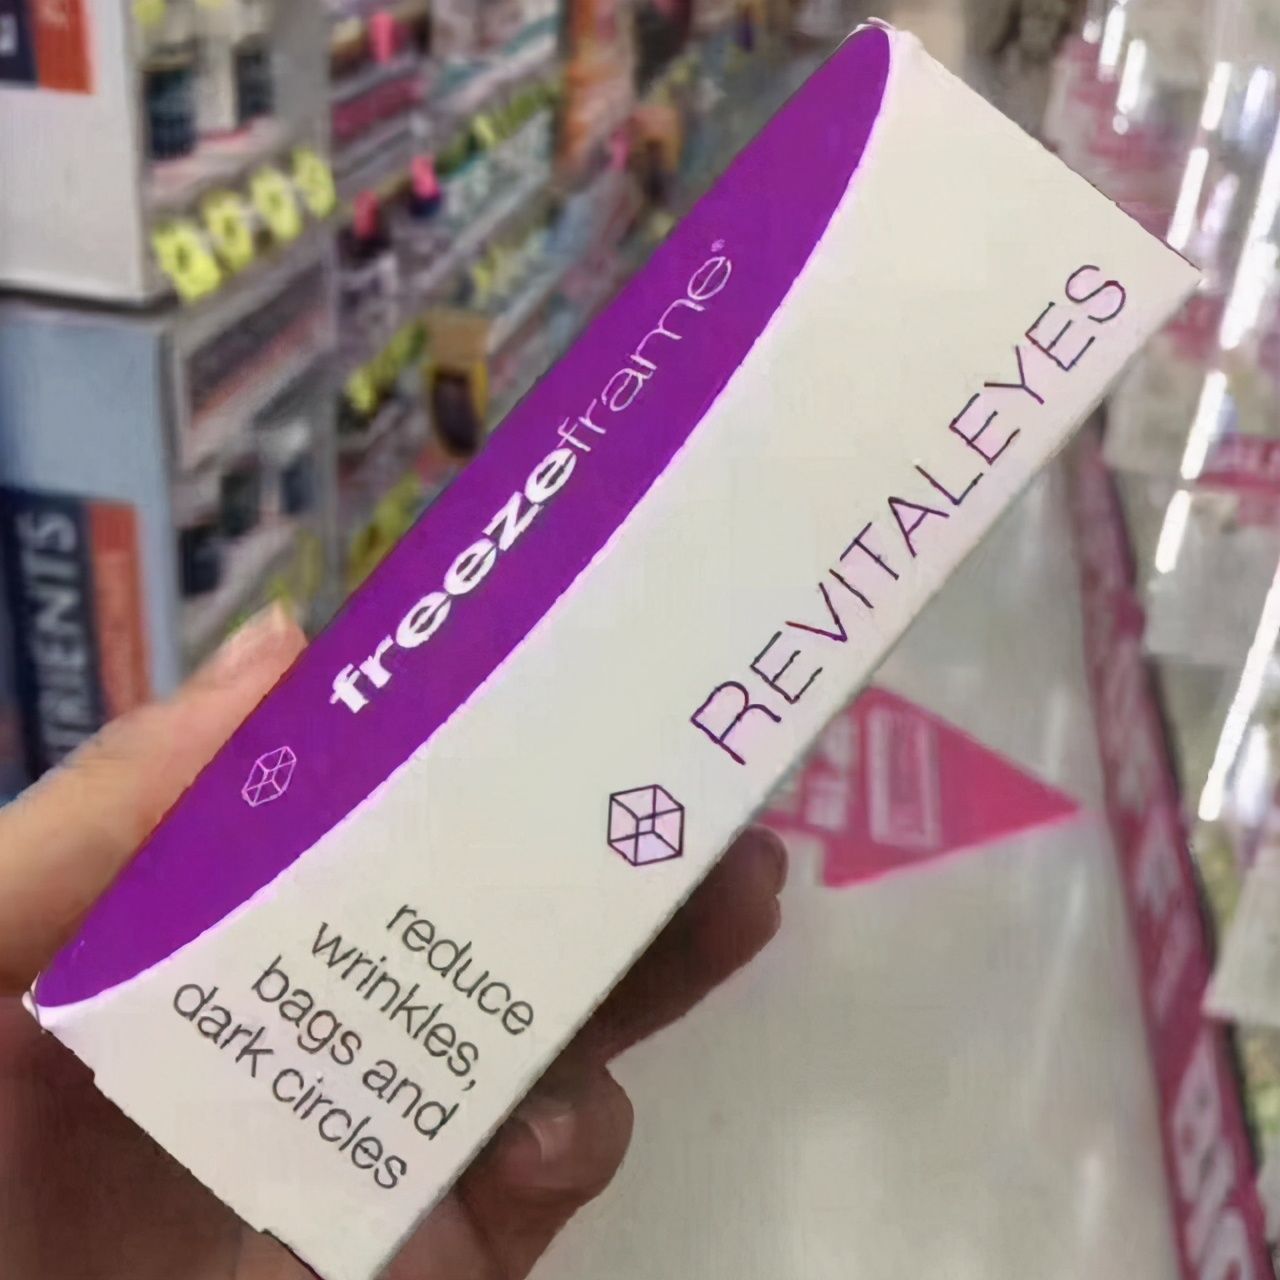 freezeframe®
REVITALEYES
reduce
wrinkles,
bags and
dark circles